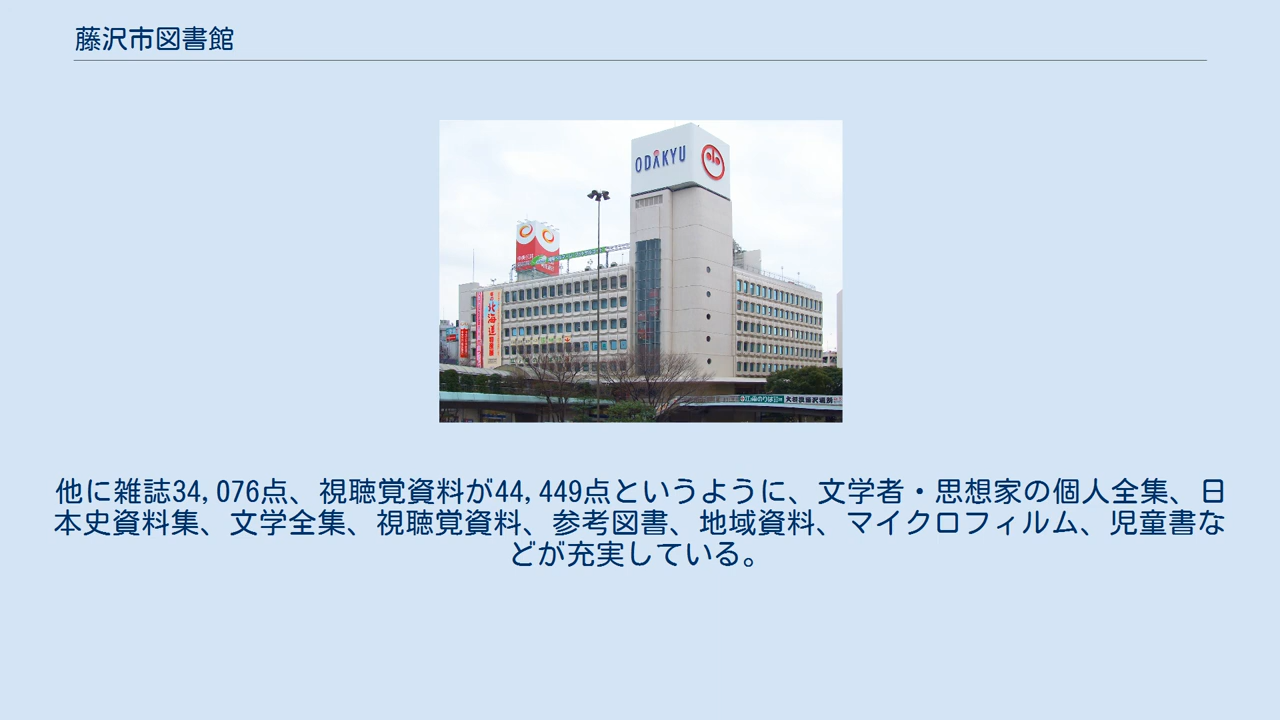 藤沢市図書館
ODAKYU
北海道
他に雑誌34,076点、視聴覚資料が44,449点というように、文学者・思想家の個人全集、日
本史資料集、文学全集、視聴覚資料、参考図書、地域資料、マイクロフィルム、児童書な
どが充実している。